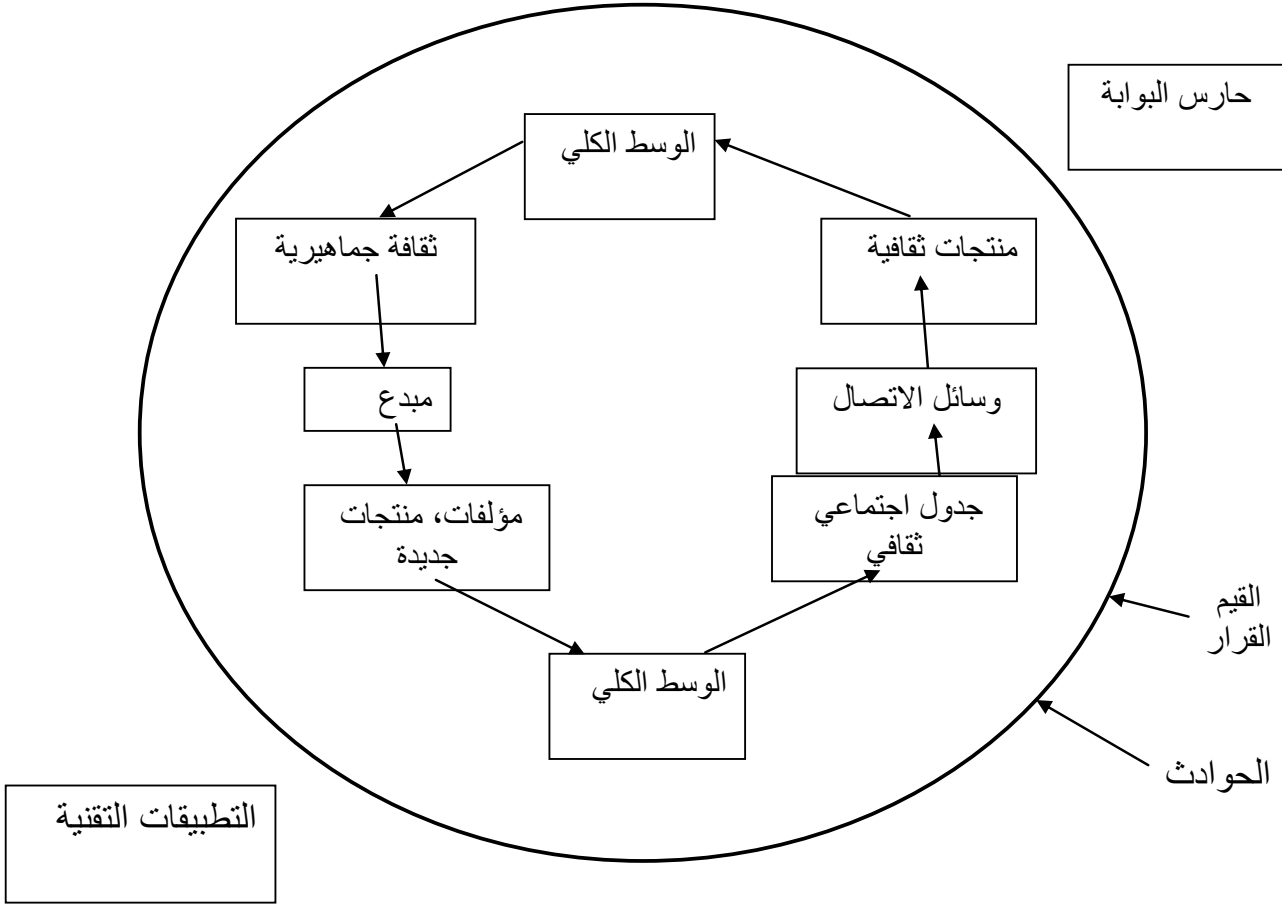 حارس البوابة
الوسط الكلي
ثقافة جماهيرية
منتجات ثقافية
مبدع
وسائل الاتصال
مؤلفات، منتجات
جديدة
جدول اجتماعي
ثقافي
القيم
القرار
الوسط الكلي
الحوادث
التطبيقات التقنية